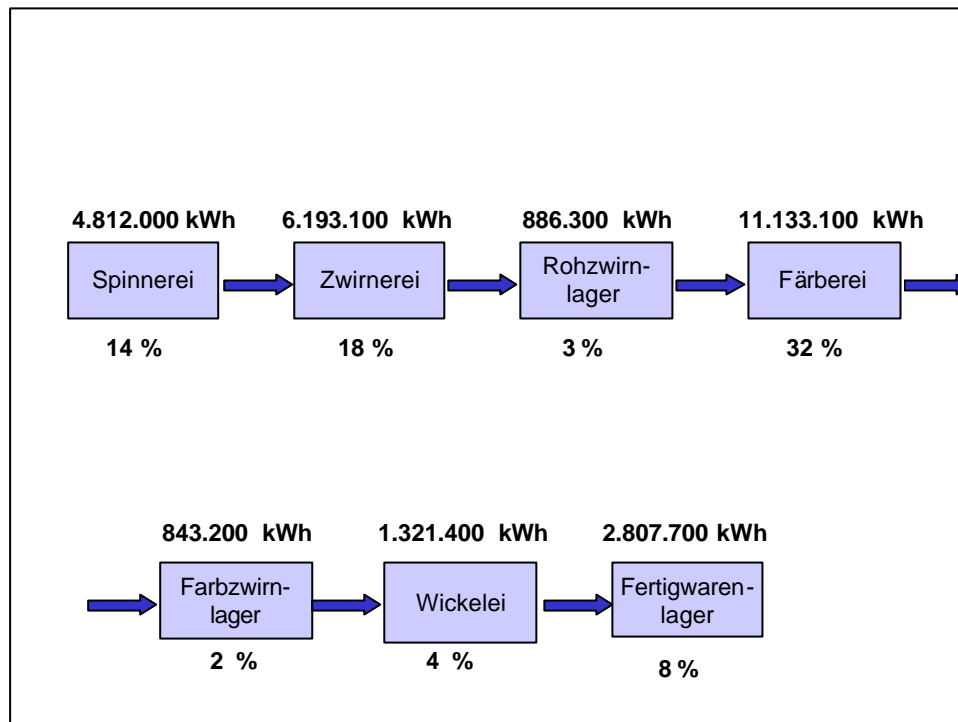 4.812.000 kWh 6.193.100 kWh 886.300 kWh 11.133.100 kWh
Spinnerei
Zwirnerei
Rohzwirn-
lager
Färberei
14 % 18 % 3 % 32 %
843.200 kWh 1.321.400 kWh 2.807.700 kWh
Farbzwirn-
lager
Wickelei
Fertigwaren-
lager
2 % 4 % 8 %